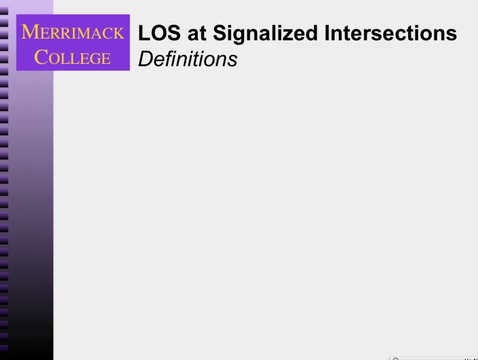 MERRIMACK
COLLEGE
LOS at Signalized Intersections
Definitions